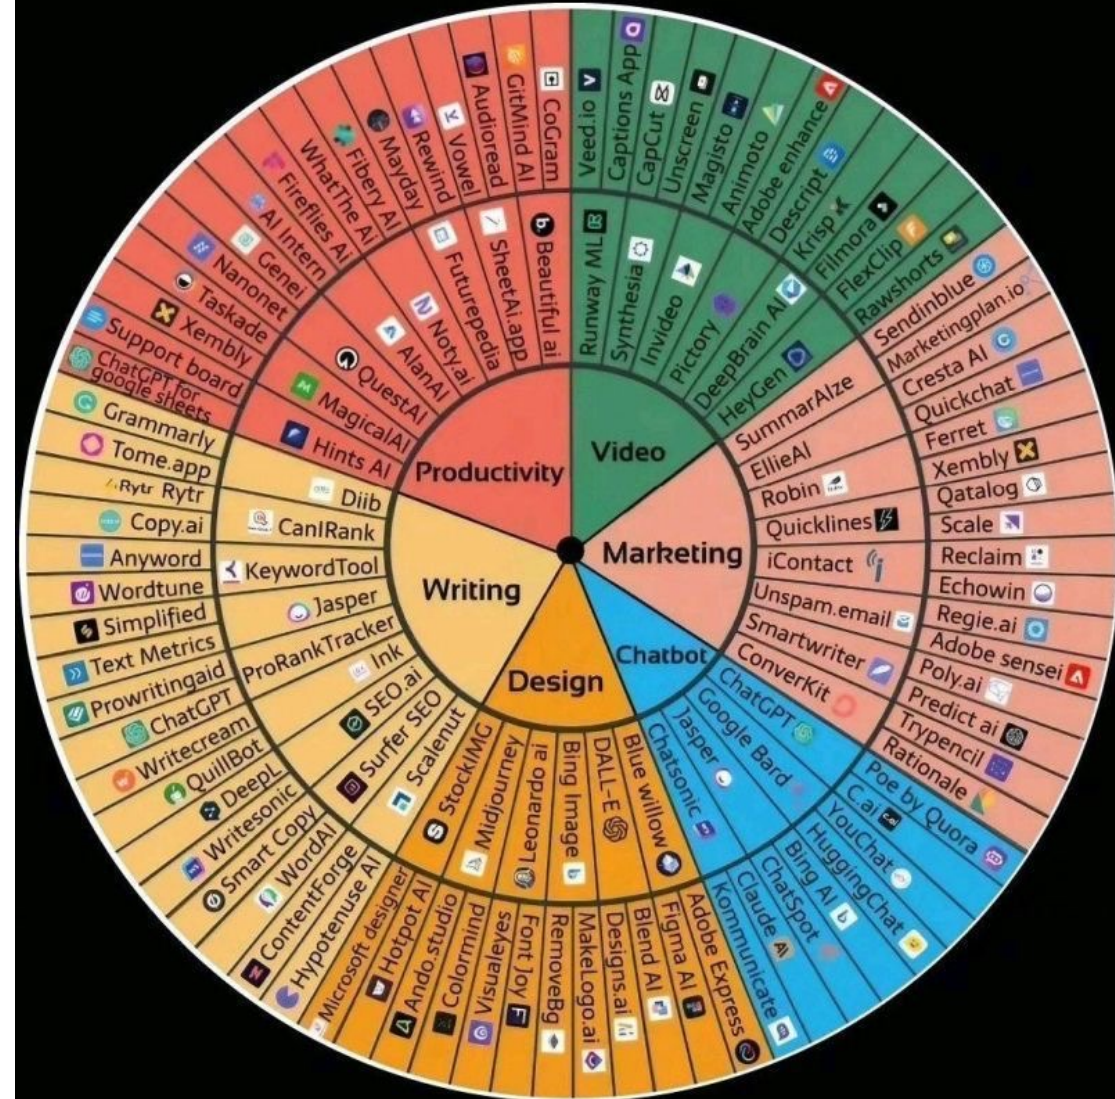 Productivity
Video
Marketing
Chatbot
Design
Writing
Beautiful ai
SheetAi.app
Futurepedia
Noty.ai
AlanAI
QuestAI
MagicalAI
Hints AI
Runway ML
Synthesia
Invideo
Pictory
DeepBrain AI
HeyGen
SummarAIze
EllieAI
Robin
Quicklines
iContact
Unspam.email
Smartwriter
ConverKit
ChatGPT
Google Bard
Jasper
Chatsonic
Blue willow
DALL-E
Bing Image
Leonardo ai
Midjourney
StockIMG
Scalenut
Surfer SEO
SEO.ai
Ink
ProRankTracker
Jasper
KeywordTool
CanIRank
Diib
CoGram
GitMind AI
Audioread
Vowel
Rewind
Mayday
Fibery AI
WhatThe Ai
Fireflies Ai
AI Intern
Genei
Nanonet
Taskade
Xembly
Support board
ChatGPT for
google sheets
Veed.io
Captions App
CapCut
Unscreen
Magisto
Animoto
Adobe enhance
Descript
Krisp
Filmora
FlexClip
Rawshorts
Sendinblue
Marketingplan.io
Cresta AI
Quickchat
Ferret
Xembly
Qatalog
Scale
Reclaim
Echowin
Regie.ai
Adobe sensei
Poly.ai
Predict ai
Trypencil
Rationale
Poe by Quora
C.ai
YouChat
HuggingChat
Bing AI
ChatSpot
Claude
Kommunicate
Adobe Express
Figma AI
Blend AI
Designs.ai
MakeLogo.ai
RemoveBg
Font Joy
Visualeyes
Colormind
Ando.studio
Hotpot AI
Microsoft designer
Hypotenuse AI
ContentForge
WordAI
Smart Copy
Writesonic
DeepL
QuillBot
Writecream
ChatGPT
Prowritingaid
Text Metrics
Simplified
Wordtune
Anyword
Copy.ai
Rytr Rytr
Tome.app
Grammarly